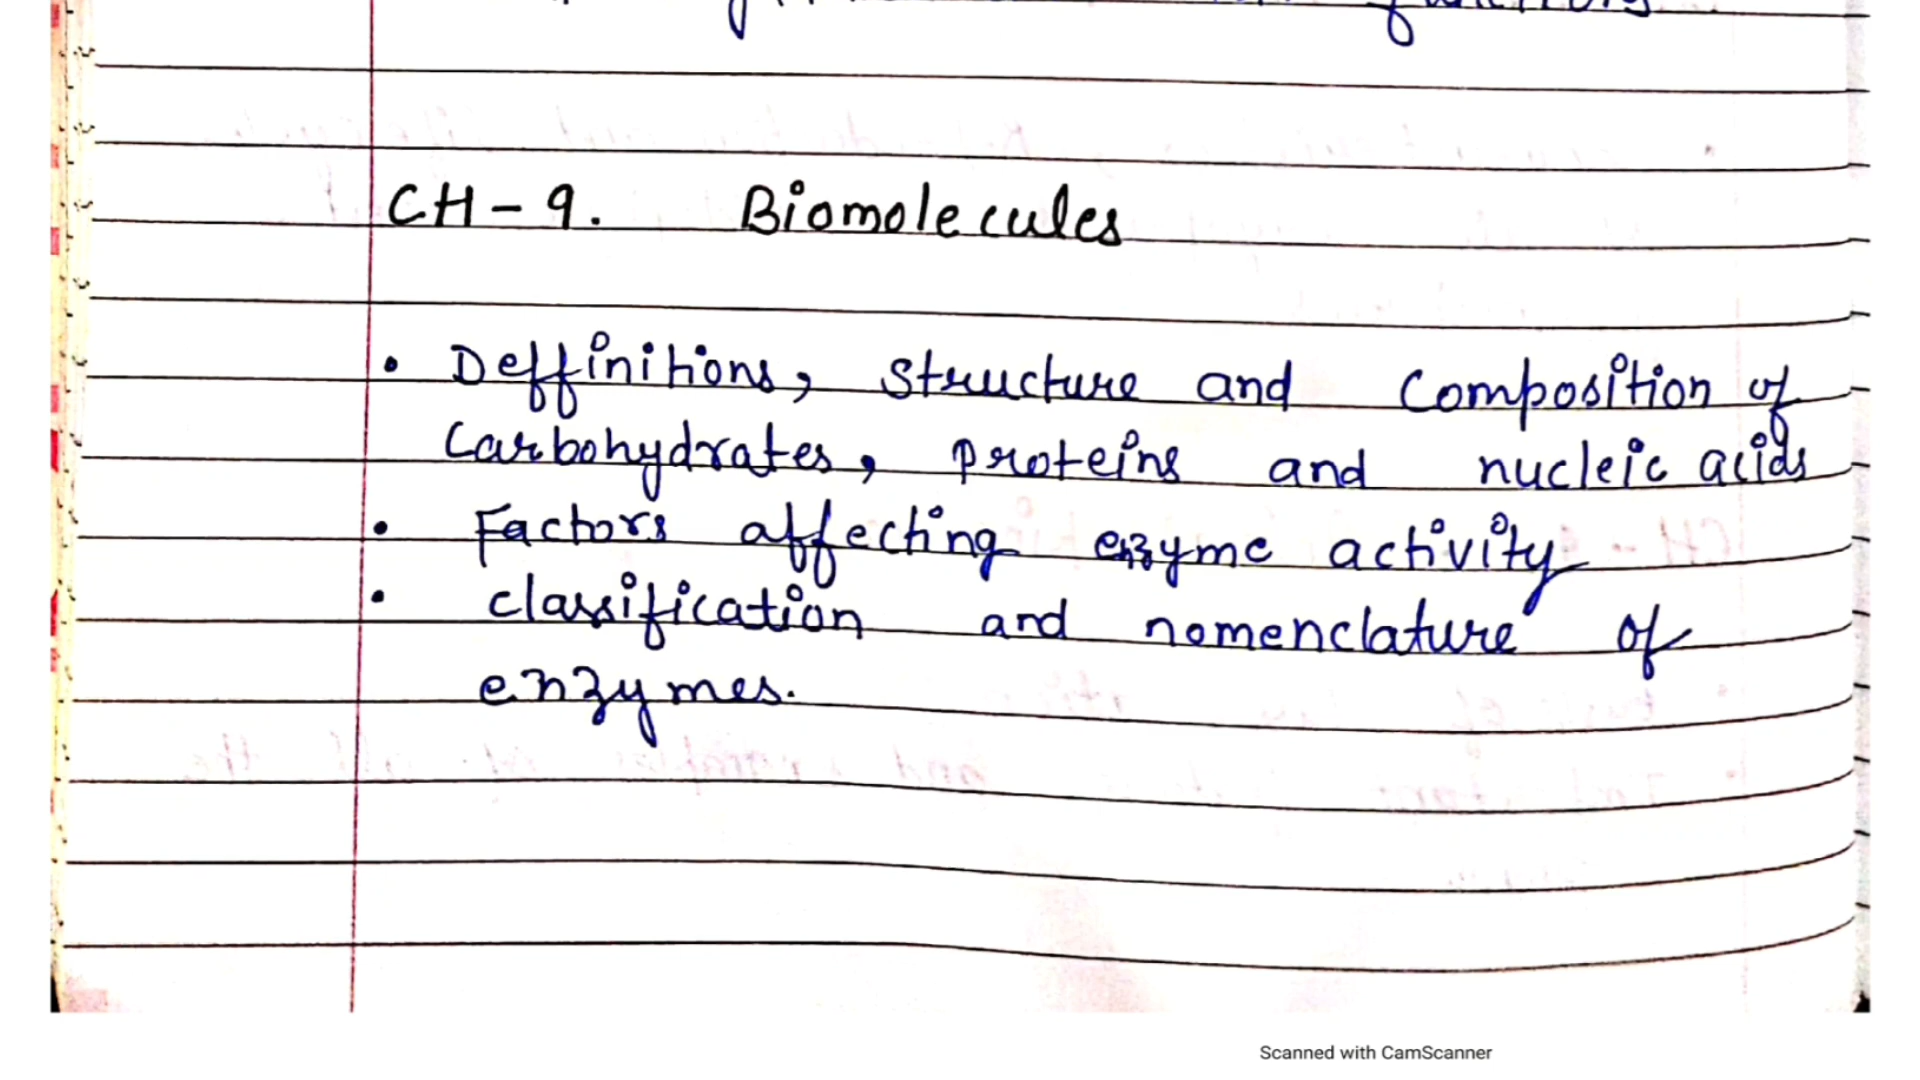 functions
CH - 9. Biomolecules
• Deffinitions, structure and composition of
carbohydrates, proteins and nucleic acids
• Factors affecting enzyme activity
• classification and nomenclature of
enzymes.
Scanned with CamScanner